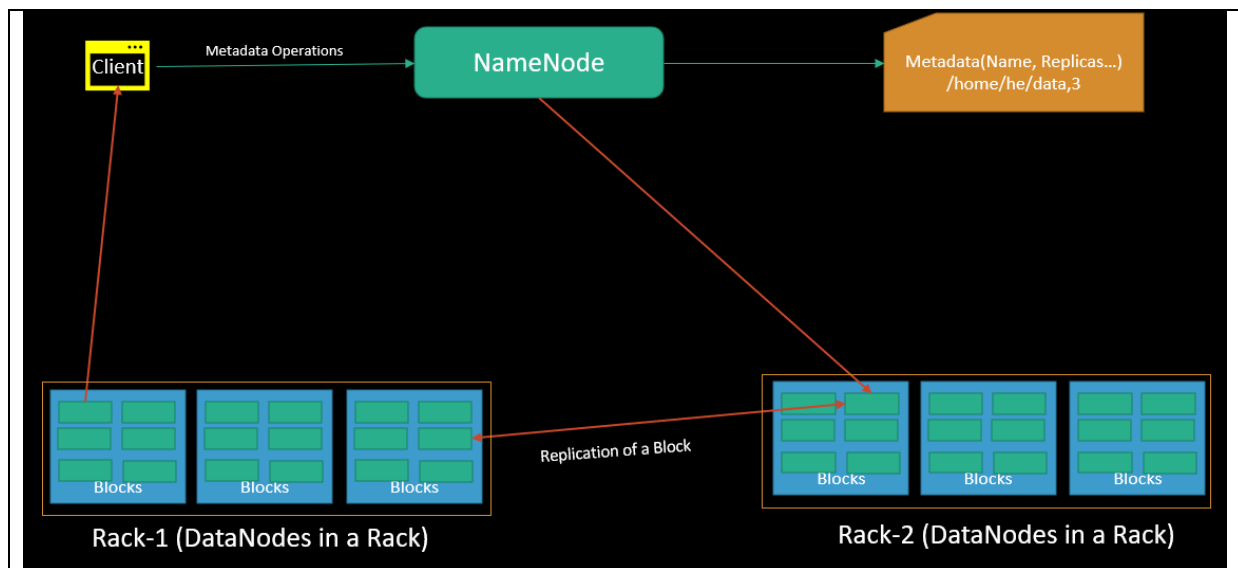 Client
Metadata Operations
NameNode
Metadata(Name, Replicas...)
/home/he/data,3
Replication of a Block
Blocks
Blocks
Blocks
Blocks
Blocks
Blocks
Rack-1 (DataNodes in a Rack)
Rack-2 (DataNodes in a Rack)